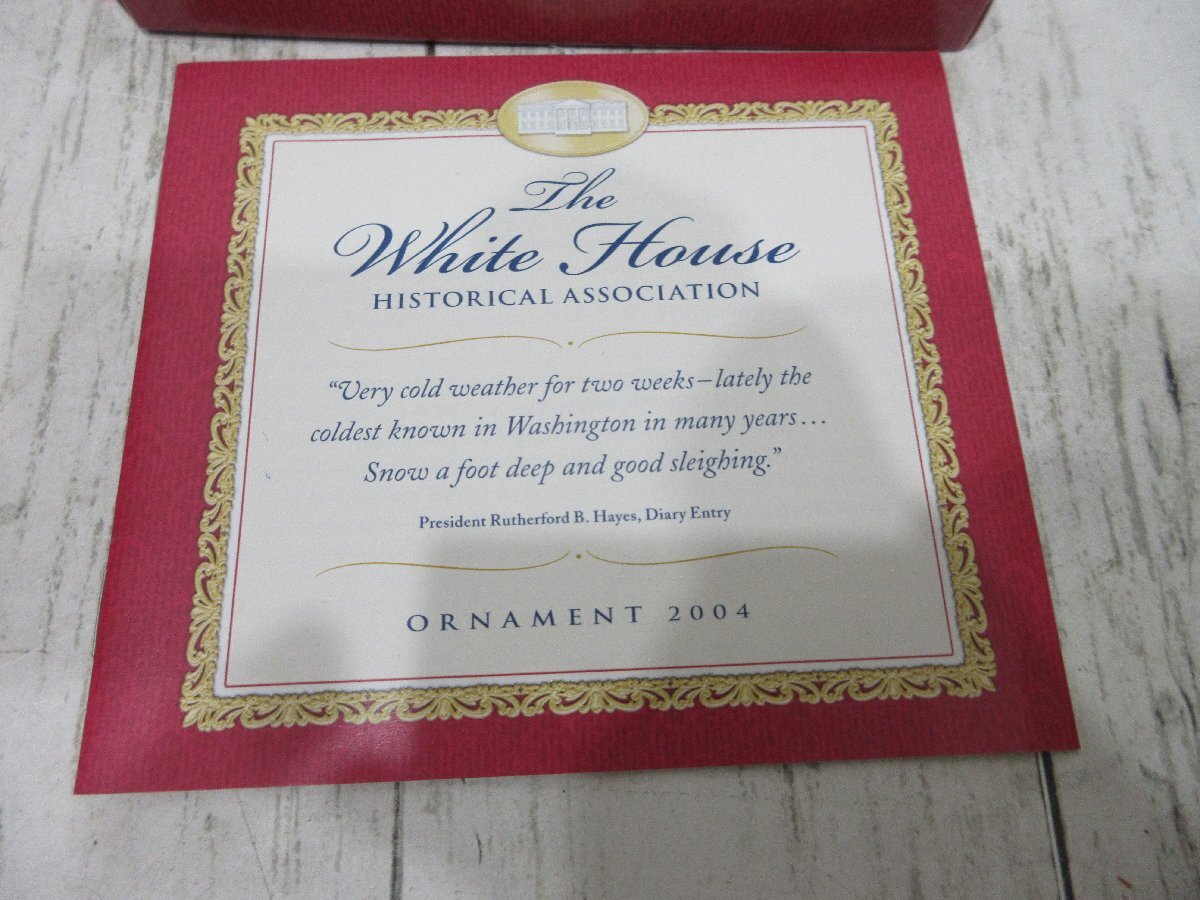 The
White House
HISTORICAL ASSOCIATION
“Very cold weather for two weeks–lately the
coldest known in Washington in many years...
Snow a foot deep and good sleighing.”
President Rutherford B. Hayes, Diary Entry
ORNAMENT 2004